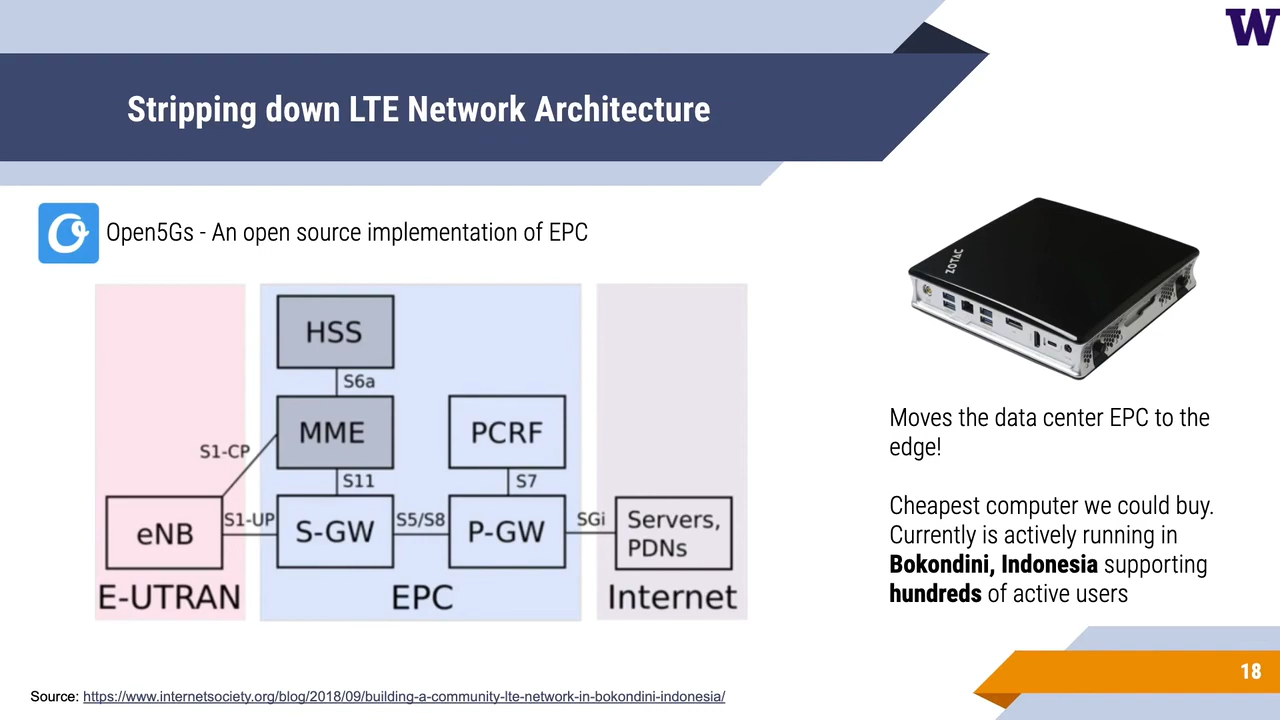 W
Stripping down LTE Network Architecture
Open5Gs - An open source implementation of EPC
HSS
S6a
MME
PCRF
S1-CP
S11
S7
eNB
S1-UP
S-GW
S5/S8
P-GW
SGi
Servers,
PDNs
E-UTRAN
EPC
Internet
ZOTAC
Moves the data center EPC to the
edge!
Cheapest computer we could buy.
Currently is actively running in
Bokondini, Indonesia supporting
hundreds of active users
18
Source: https://www.internetsociety.org/blog/2018/09/building-a-community-lte-network-in-bokondini-indonesia/